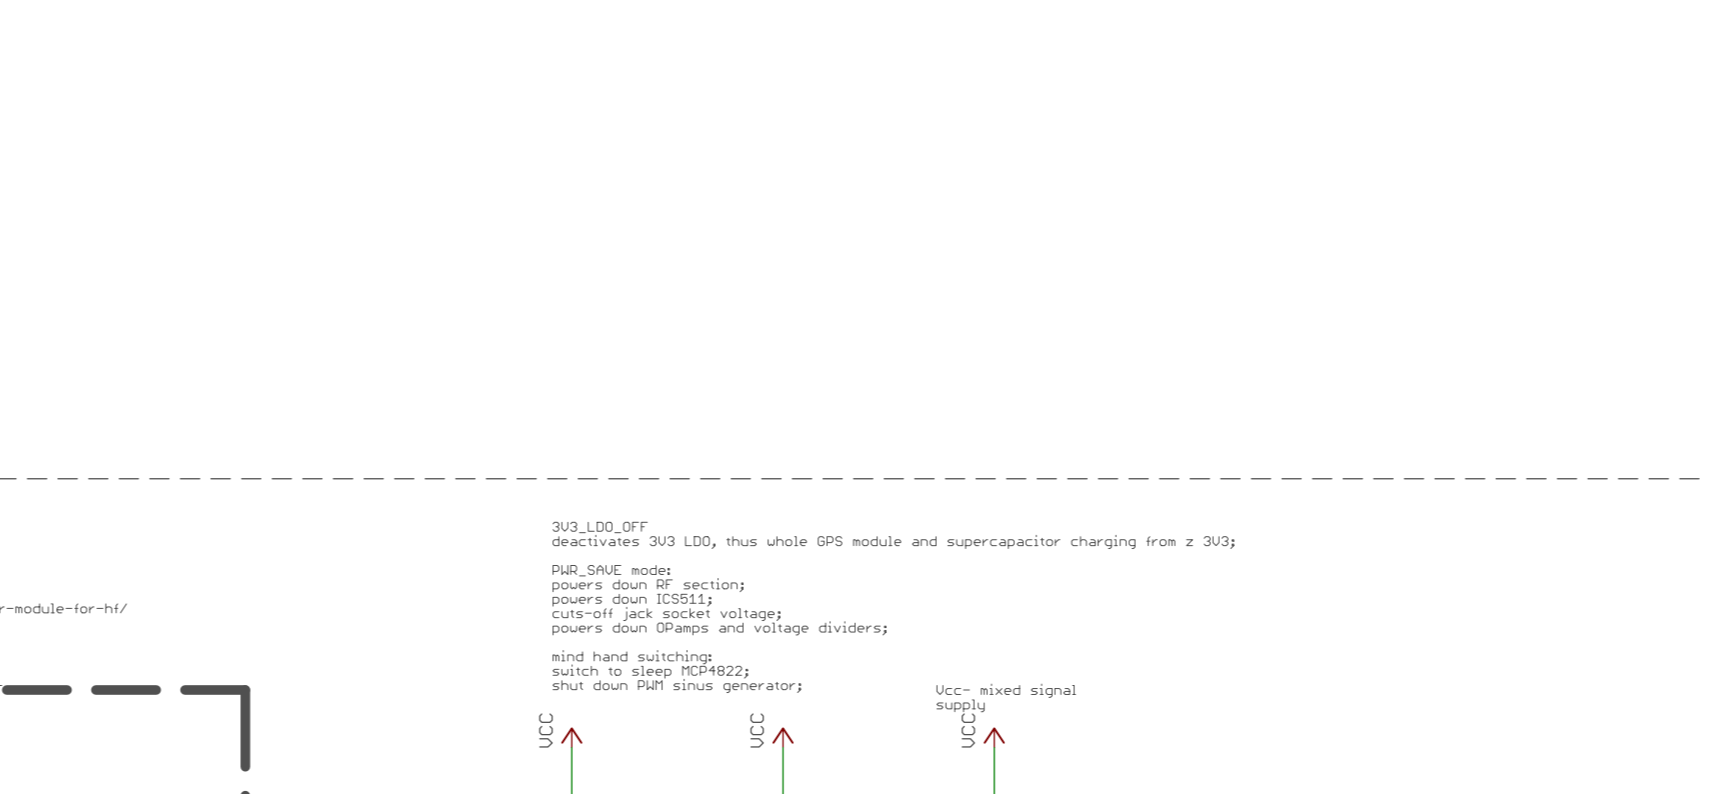 3V3_LDO_OFF
deactivates 3V3 LDO, thus whole GPS module and supercapacitor charging from z 3V3;
PWR_SAVE mode:
powers down RF section;
powers down ICS511;
cuts-off jack socket voltage;
powers down OPamps and voltage dividers;
mind hand switching:
switch to sleep MCP4822;
shut down PWM sinus generator;
r-module-for-hf/
Vcc- mixed signal
supply
VCC
VCC
VCC